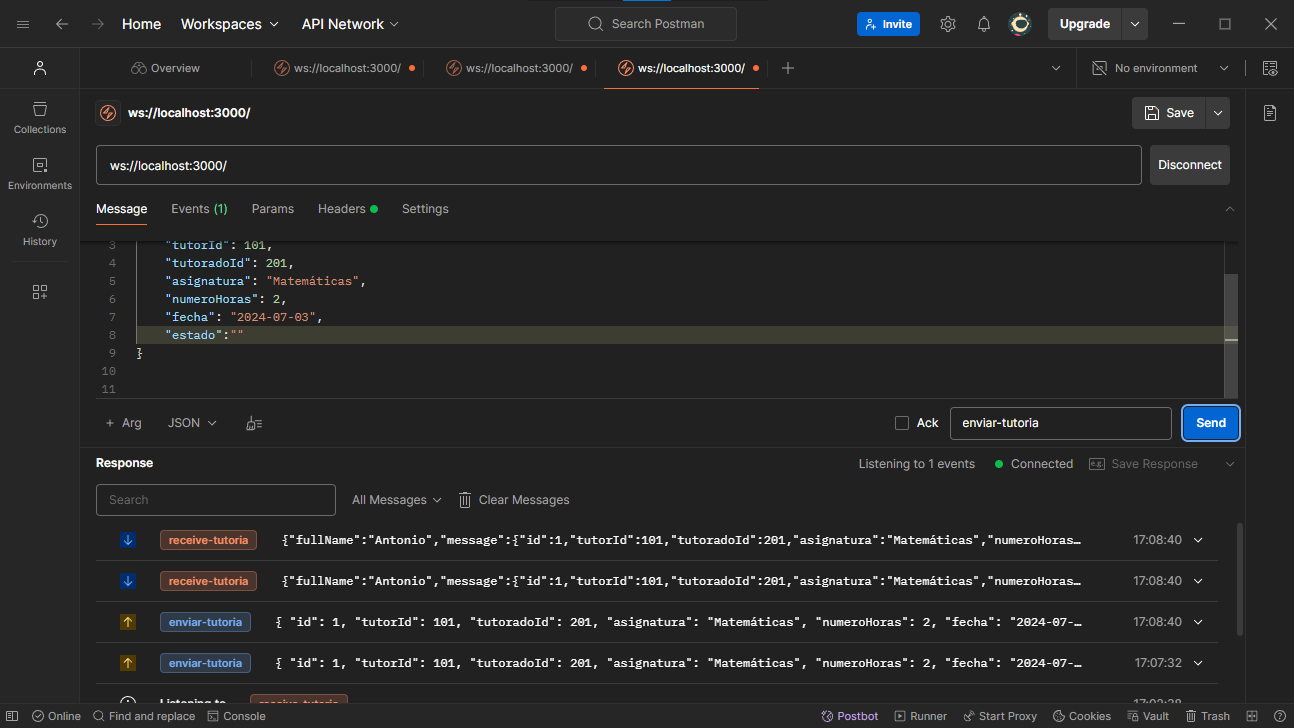 Home Workspaces API Network Search Postman Invite Upgrade
Overview ws://localhost:3000/ ws://localhost:3000/ ws://localhost:3000/ No environment
Collections
Environments
History
ws://localhost:3000/ Save
ws://localhost:3000/ Disconnect
Message Events (1) Params Headers Settings
3 "tutorId": 101,
4 "tutoradoId": 201,
5 "asignatura": "Matemáticas",
6 "numeroHoras": 2,
7 "fecha": "2024-07-03",
8 "estado":""
9 }
10
11
+ Arg JSON Ack enviar-tutoria Send
Response Listening to 1 events Connected e.g. Save Response
Search All Messages Clear Messages
receive-tutoria {"fullName":"Antonio","message":{"id":1,"tutorId":101,"tutoradoId":201,"asignatura":"Matemáticas","numeroHoras… 17:08:40
receive-tutoria {"fullName":"Antonio","message":{"id":1,"tutorId":101,"tutoradoId":201,"asignatura":"Matemáticas","numeroHoras… 17:08:40
enviar-tutoria { "id": 1, "tutorId": 101, "tutoradoId": 201, "asignatura": "Matemáticas", "numeroHoras": 2, "fecha": "2024-07-… 17:08:40
enviar-tutoria { "id": 1, "tutorId": 101, "tutoradoId": 201, "asignatura": "Matemáticas", "numeroHoras": 2, "fecha": "2024-07-… 17:07:32
Listening to receive-tutoria
Online Find and replace Console Postbot Runner Start Proxy Cookies Vault Trash